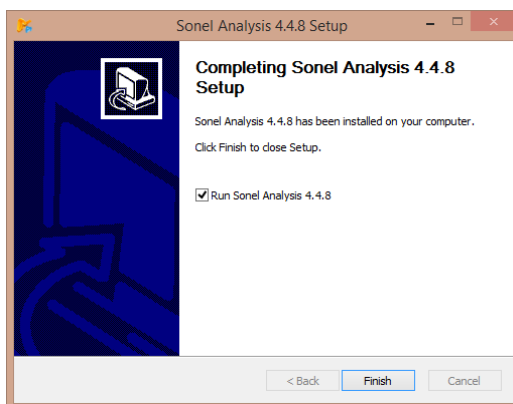 Sonel Analysis 4.4.8 Setup
Completing Sonel Analysis 4.4.8
Setup
Sonel Analysis 4.4.8 has been installed on your computer.
Click Finish to close Setup.
Run Sonel Analysis 4.4.8
< Back Finish Cancel